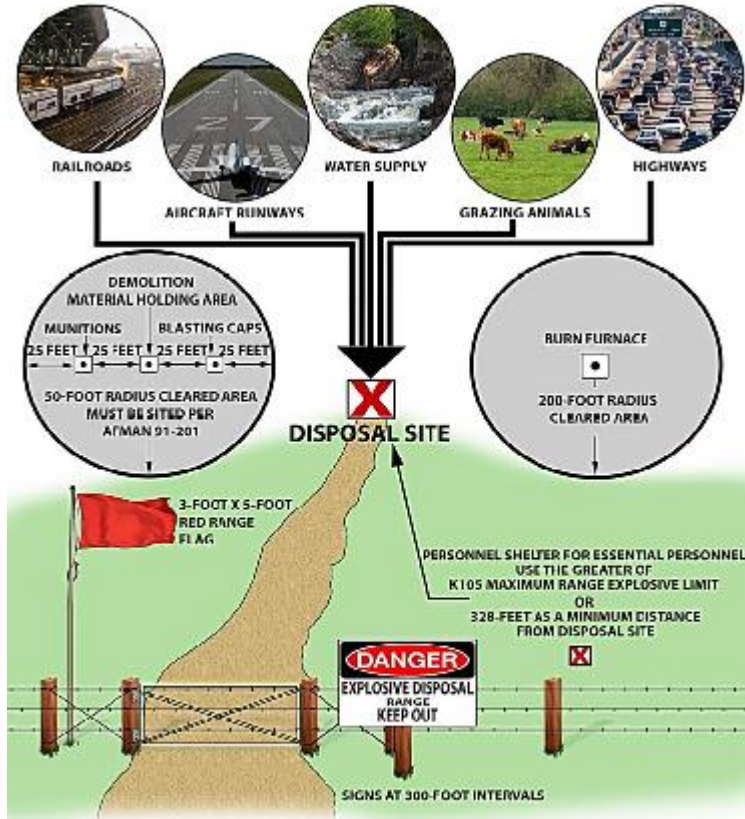 RAILROADS
AIRCRAFT RUNWAYS
WATER SUPPLY
GRAZING ANIMALS
HIGHWAYS
27
DEMOLITION
MATERIAL HOLDING AREA
MUNITIONS
BLASTING CAPS
25 FEET
25 FEET
25 FEET
25 FEET
50-FOOT RADIUS CLEARED AREA
MUST BE SITED PER
AFMAN 91-201
BURN FURNACE
200-FOOT RADIUS
CLEARED AREA
X
DISPOSAL SITE
3-FOOT X 5-FOOT
RED RANGE
FLAG
PERSONNEL SHELTER FOR ESSENTIAL PERSONNEL
USE THE GREATER OF
K105 MAXIMUM RANGE EXPLOSIVE LIMIT
OR
328-FEET AS A MINIMUM DISTANCE
FROM DISPOSAL SITE
X
DANGER
EXPLOSIVE DISPOSAL
RANGE
KEEP OUT
SIGNS AT 300-FOOT INTERVALS